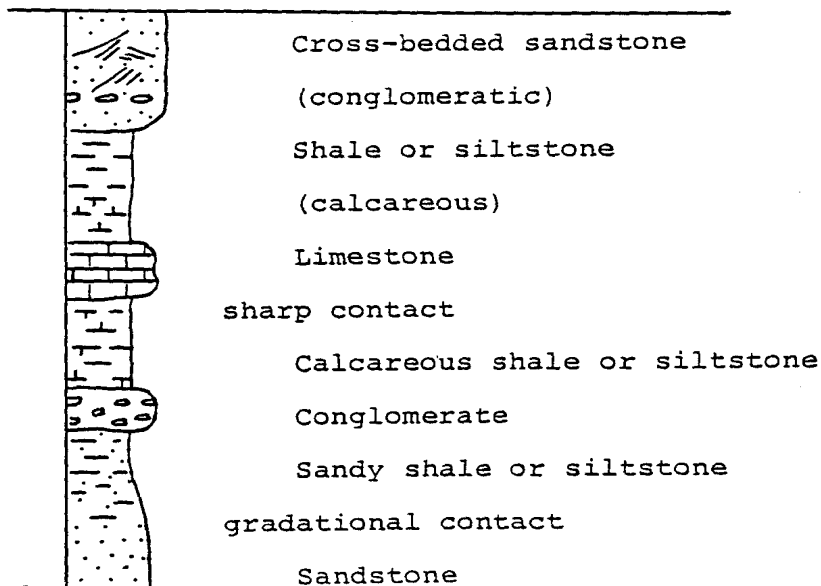 Cross-bedded sandstone
(conglomeratic)
Shale or siltstone
(calcareous)
Limestone
sharp contact
Calcareous shale or siltstone
Conglomerate
Sandy shale or siltstone
gradational contact
Sandstone